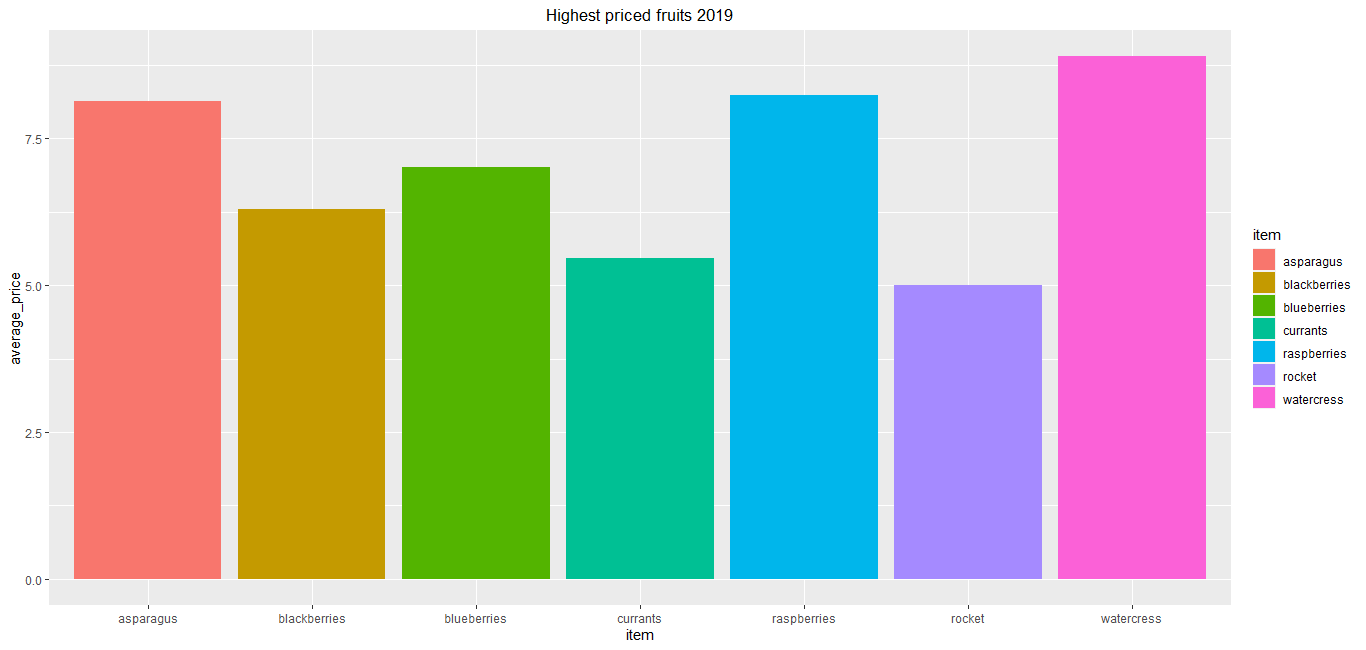 Highest priced fruits 2019
average_price
7.5
5.0
2.5
0.0
asparagus blackberries blueberries currants raspberries rocket watercress
item
item
asparagus
blackberries
blueberries
currants
raspberries
rocket
watercress